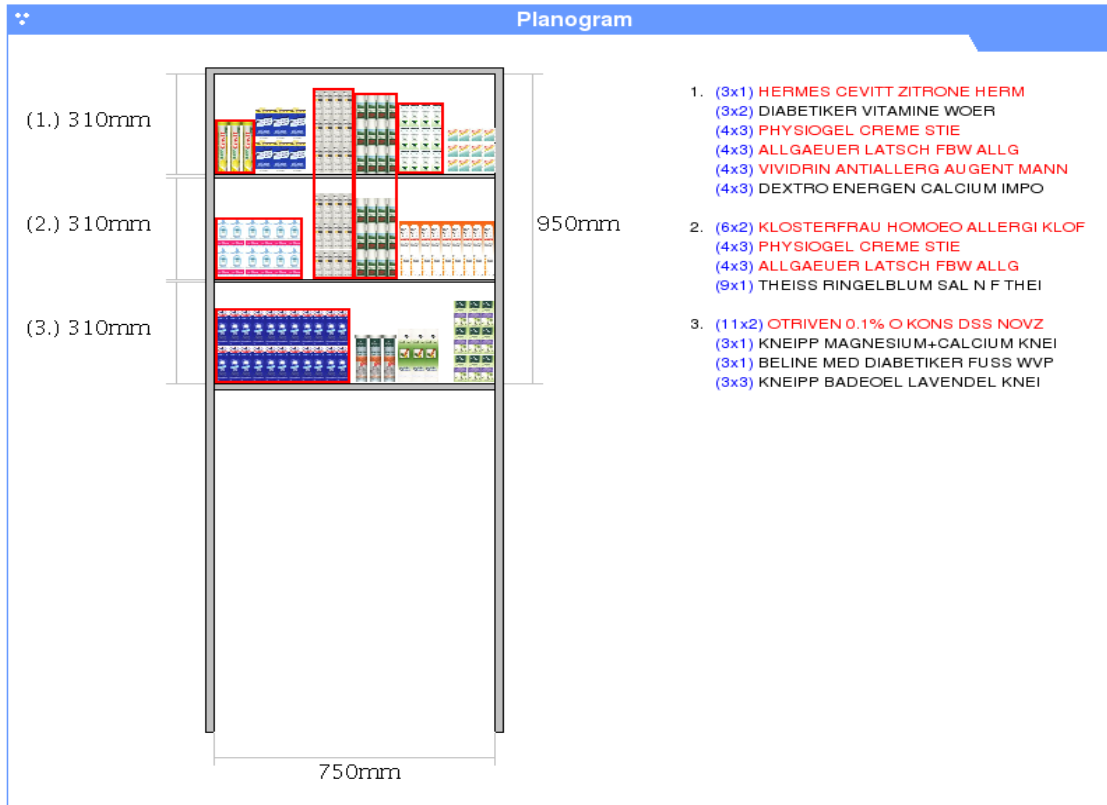 Planogram
(1.) 310mm
(2.) 310mm
950mm
(3.) 310mm
750mm
1. (3x1) HERMES CEVITT ZITRONE HERM
(3x2) DIABETIKER VITAMINE WOER
(4x3) PHYSIOGEL CREME STIE
(4x3) ALLGAEUER LATSCH FBW ALLG
(4x3) VIVIDRIN ANTIALLERG AUGENT MANN
(4x3) DEXTRO ENERGEN CALCIUM IMPO
2. (6x2) KLOSTERFRAU HOMOEO ALLERGI KLOF
(4x3) PHYSIOGEL CREME STIE
(4x3) ALLGAEUER LATSCH FBW ALLG
(9x1) THEISS RINGELBLUM SAL N F THEI
3. (11x2) OTRIVEN 0.1% O KONS DSS NOVZ
(3x1) KNEIPP MAGNESIUM+CALCIUM KNEI
(3x1) BELINE MED DIABETIKER FUSS WVP
(3x3) KNEIPP BADEOEL LAVENDEL KNEI